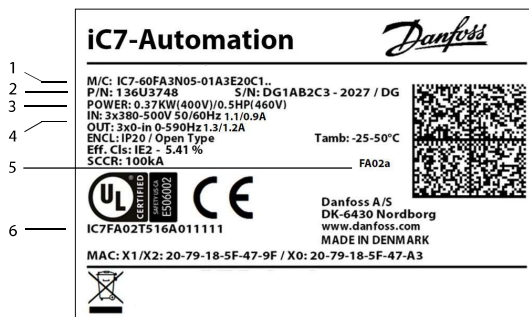 iC7-Automation Danfoss
1 M/C: IC7-60FA3N05-01A3E20C1..
2 P/N: 136U3748 S/N: DG1AB2C3 - 2027 / DG
3 POWER: 0.37KW(400V)/0.5HP(460V)
4 IN: 3x380-500V 50/60Hz 1.1/0.9A
OUT: 3x0-in 0-590Hz 1.3/1.2A
ENCL: IP20 / Open Type Tamb: -25-50°C
Eff. Cls: IE2 - 5.41 %
5 SCCR: 100kA FA02a
UL CERTIFIED SAFETY US-CA E506002 CE
Danfoss A/S
DK-6430 Nordborg
www.danfoss.com
MADE IN DENMARK
6 IC7FA02T516A011111
MAC: X1/X2: 20-79-18-5F-47-9F / X0: 20-79-18-5F-47-A3